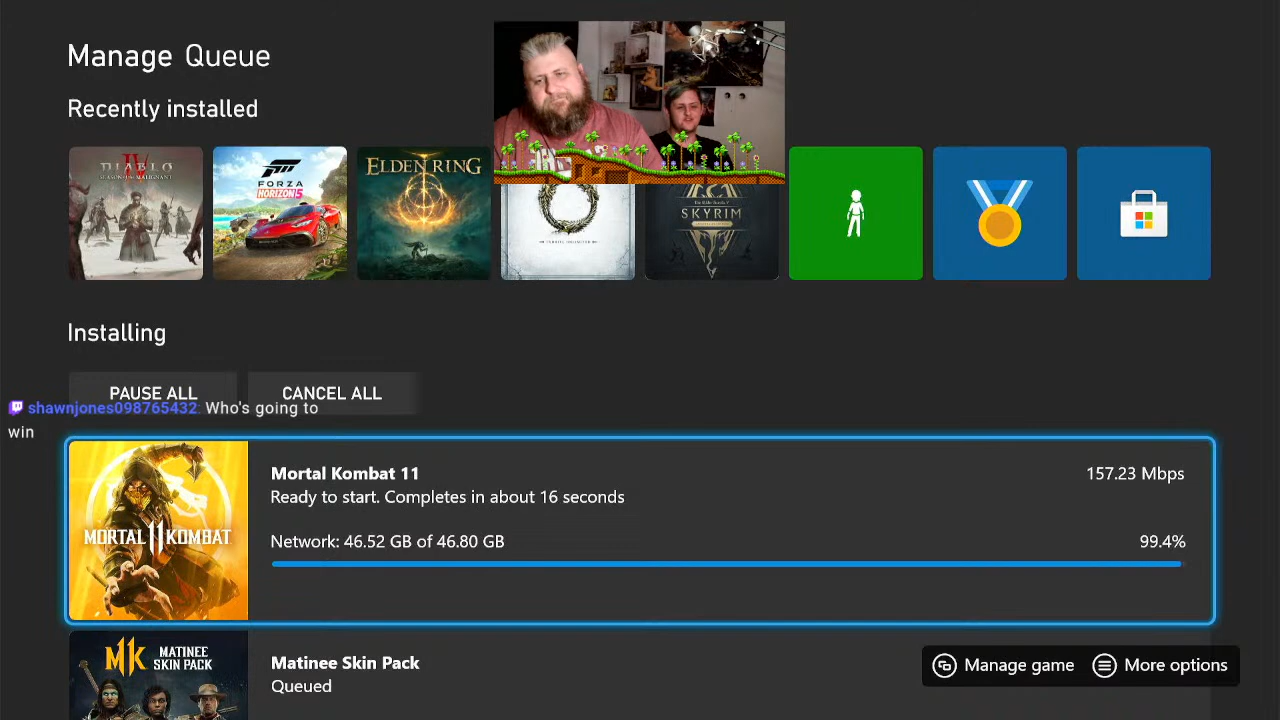 Manage Queue
Recently installed
DIABLO IV
FORZA
HORIZON 5
ELDEN RING
SKYRIM
Installing
PAUSE ALL
CANCEL ALL
shawnjones098765432: Who's going to
win
MORTAL KOMBAT 11
Mortal Kombat 11
157.23 Mbps
Ready to start. Completes in about 16 seconds
Network: 46.52 GB of 46.80 GB
99.4%
MK
MATINEE
SKIN PACK
Matinee Skin Pack
Queued
Manage game
More options